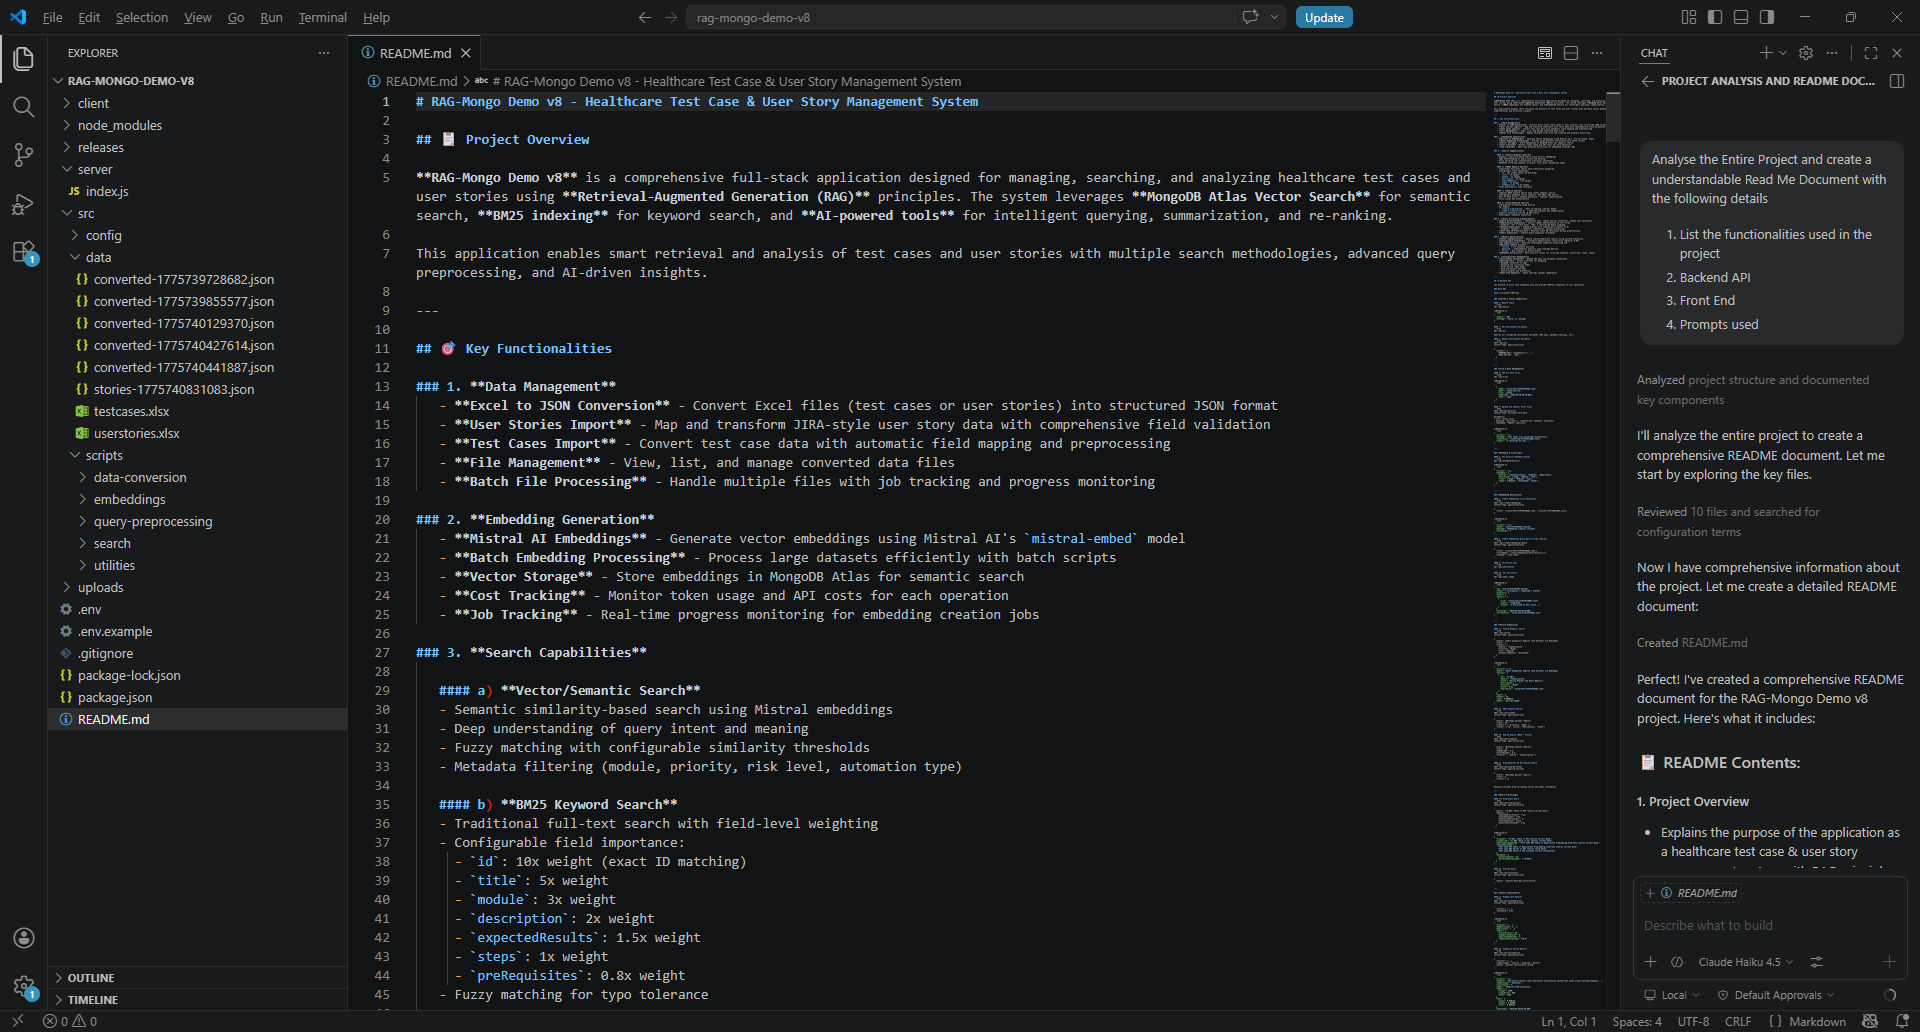 File Edit Selection View Go Run Terminal Help
rag-mongo-demo-v8
Update
EXPLORER
RAG-MONGO-DEMO-V8
client
node_modules
releases
server
JS index.js
src
config
data
{} converted-1775739728682.json
{} converted-1775739855577.json
{} converted-1775740129370.json
{} converted-1775740427614.json
{} converted-1775740441887.json
{} stories-1775740831083.json
testcases.xlsx
userstories.xlsx
scripts
data-conversion
embeddings
query-preprocessing
search
utilities
uploads
.env
.env.example
.gitignore
{} package-lock.json
{} package.json
README.md
OUTLINE
TIMELINE
1
1
README.md
README.md > abc # RAG-Mongo Demo v8 - Healthcare Test Case & User Story Management System
1 # RAG-Mongo Demo v8 - Healthcare Test Case & User Story Management System
2
3 ## 📋 Project Overview
4
5 **RAG-Mongo Demo v8** is a comprehensive full-stack application designed for managing, searching, and analyzing healthcare test cases and
user stories using **Retrieval-Augmented Generation (RAG)** principles. The system leverages **MongoDB Atlas Vector Search** for semantic
search, **BM25 indexing** for keyword search, and **AI-powered tools** for intelligent querying, summarization, and re-ranking.
6
7 This application enables smart retrieval and analysis of test cases and user stories with multiple search methodologies, advanced query
preprocessing, and AI-driven insights.
8
9 ---
10
11 ## 🎯 Key Functionalities
12
13 ### 1. **Data Management**
14 - **Excel to JSON Conversion** - Convert Excel files (test cases or user stories) into structured JSON format
15 - **User Stories Import** - Map and transform JIRA-style user story data with comprehensive field validation
16 - **Test Cases Import** - Convert test case data with automatic field mapping and preprocessing
17 - **File Management** - View, list, and manage converted data files
18 - **Batch File Processing** - Handle multiple files with job tracking and progress monitoring
19
20 ### 2. **Embedding Generation**
21 - **Mistral AI Embeddings** - Generate vector embeddings using Mistral AI's `mistral-embed` model
22 - **Batch Embedding Processing** - Process large datasets efficiently with batch scripts
23 - **Vector Storage** - Store embeddings in MongoDB Atlas for semantic search
24 - **Cost Tracking** - Monitor token usage and API costs for each operation
25 - **Job Tracking** - Real-time progress monitoring for embedding creation jobs
26
27 ### 3. **Search Capabilities**
28
29 #### a) **Vector/Semantic Search**
30 - Semantic similarity-based search using Mistral embeddings
31 - Deep understanding of query intent and meaning
32 - Fuzzy matching with configurable similarity thresholds
33 - Metadata filtering (module, priority, risk level, automation type)
34
35 #### b) **BM25 Keyword Search**
36 - Traditional full-text search with field-level weighting
37 - Configurable field importance:
38 - `id`: 10x weight (exact ID matching)
39 - `title`: 5x weight
40 - `module`: 3x weight
41 - `description`: 2x weight
42 - `expectedResults`: 1.5x weight
43 - `steps`: 1x weight
44 - `preRequisites`: 0.8x weight
45 - Fuzzy matching for typo tolerance
CHAT
PROJECT ANALYSIS AND README DOC...
Analyse the Entire Project and create a
understandable Read Me Document with
the following details
1. List the functionalities used in the
project
2. Backend API
3. Front End
4. Prompts used
Analyzed project structure and documented
key components
I'll analyze the entire project to create a
comprehensive README document. Let me
start by exploring the key files.
Reviewed 10 files and searched for
configuration terms
Now I have comprehensive information about
the project. Let me create a detailed README
document:
Created README.md
Perfect! I've created a comprehensive README
document for the RAG-Mongo Demo v8
project. Here's what it includes:
📋 README Contents:
1. Project Overview
• Explains the purpose of the application as
a healthcare test case & user story
README.md
Describe what to build
Claude Haiku 4.5
Local Default Approvals
0 0
Ln 1, Col 1 Spaces: 4 UTF-8 CRLF {} Markdown